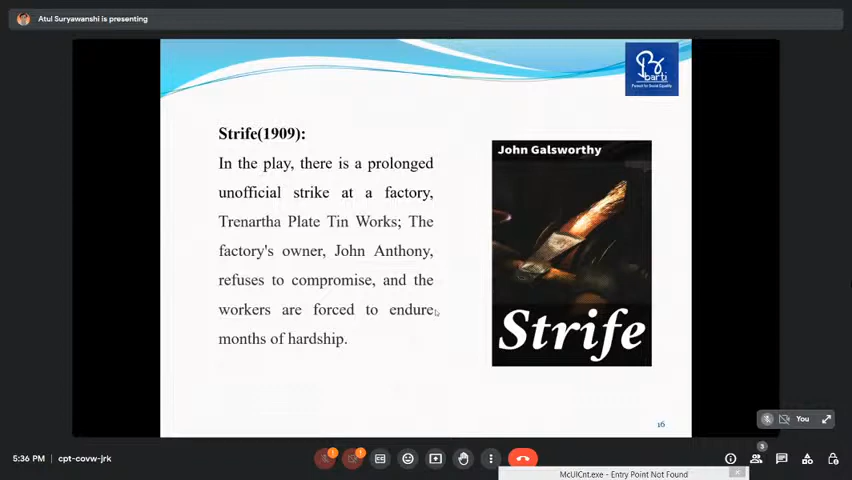 Atul Suryawanshi is presenting
barti
Strife(1909):
In the play, there is a prolonged
unofficial strike at a factory,
Trenartha Plate Tin Works; The
factory's owner, John Anthony,
refuses to compromise, and the
workers are forced to endure
months of hardship.
John Galsworthy
Strife
16
You
5:36 PM
cpt-covw-jrk
3
McUICnt.exe - Entry Point Not Found